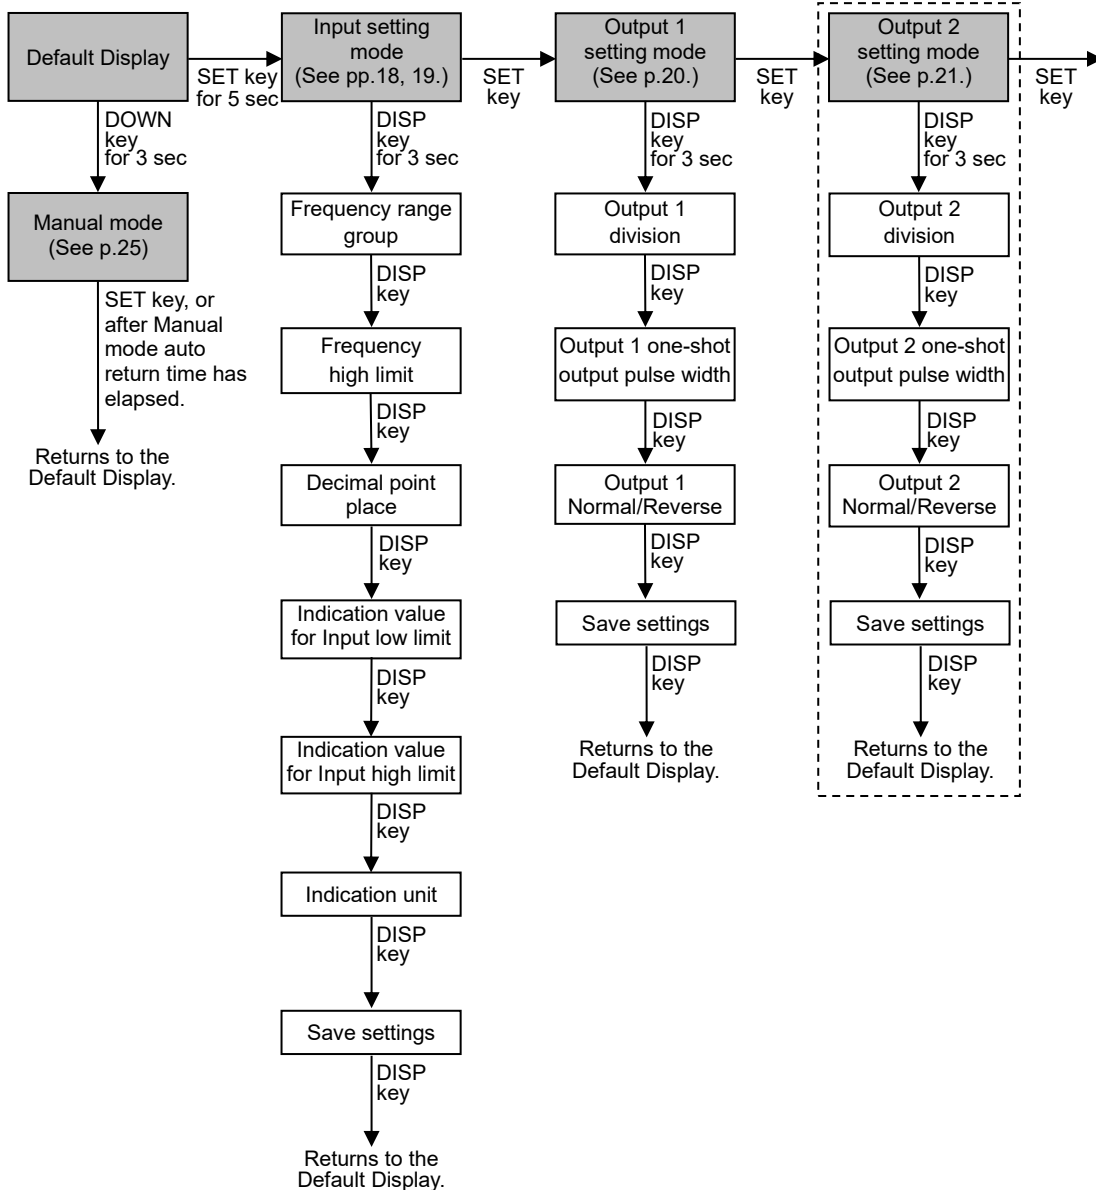 Default Display
SET key
for 5 sec
DOWN
key
for 3 sec
Manual mode
(See p.25)
SET key, or
after Manual
mode auto
return time has
elapsed.
Returns to the
Default Display.
Input setting
mode
(See pp.18, 19.)
SET
key
DISP
key
for 3 sec
Frequency range
group
DISP
key
Frequency
high limit
DISP
key
Decimal point
place
DISP
key
Indication value
for Input low limit
DISP
key
Indication value
for Input high limit
DISP
key
Indication unit
DISP
key
Save settings
DISP
key
Returns to the
Default Display.
Output 1
setting mode
(See p.20.)
SET
key
DISP
key
for 3 sec
Output 1
division
DISP
key
Output 1 one-shot
output pulse width
DISP
key
Output 1
Normal/Reverse
DISP
key
Save settings
DISP
key
Returns to the
Default Display.
Output 2
setting mode
(See p.21.)
SET
key
DISP
key
for 3 sec
Output 2
division
DISP
key
Output 2 one-shot
output pulse width
DISP
key
Output 2
Normal/Reverse
DISP
key
Save settings
DISP
key
Returns to the
Default Display.